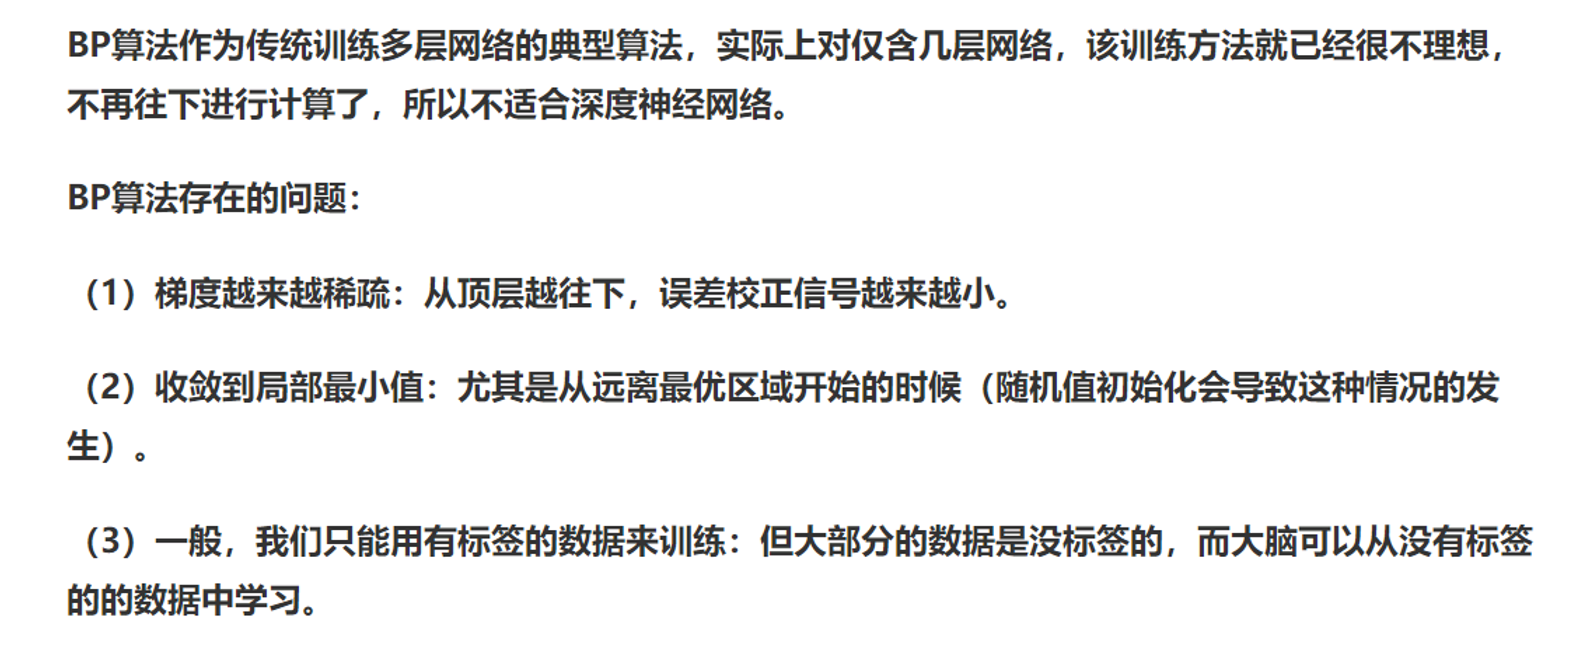 BP算法作为传统训练多层网络的典型算法，实际上对仅含几层网络，该训练方法就已经很不理想，
不再往下进行计算了，所以不适合深度神经网络。
BP算法存在的问题：
（1）梯度越来越稀疏：从顶层越往下，误差校正信号越来越小。
（2）收敛到局部最小值：尤其是从远离最优区域开始的时候（随机值初始化会导致这种情况的发
生）。
（3）一般，我们只能用有标签的数据来训练：但大部分的数据是没标签的，而大脑可以从没有标签
的的数据中学习。